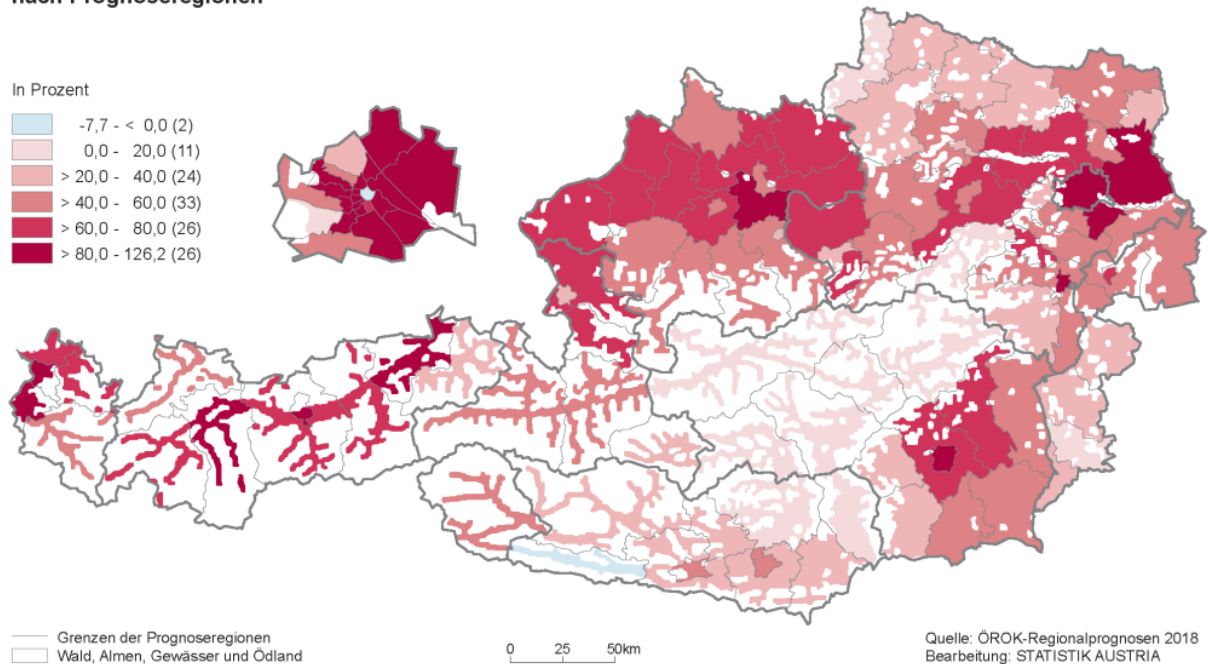 nach Prognoseregionen
In Prozent
-7,7 - < 0,0 (2)
0,0 - 20,0 (11)
> 20,0 - 40,0 (24)
> 40,0 - 60,0 (33)
> 60,0 - 80,0 (26)
> 80,0 - 126,2 (26)
Grenzen der Prognoseregionen
Wald, Almen, Gewässer und Ödland
0 25 50km
Quelle: ÖROK-Regionalprognosen 2018
Bearbeitung: STATISTIK AUSTRIA